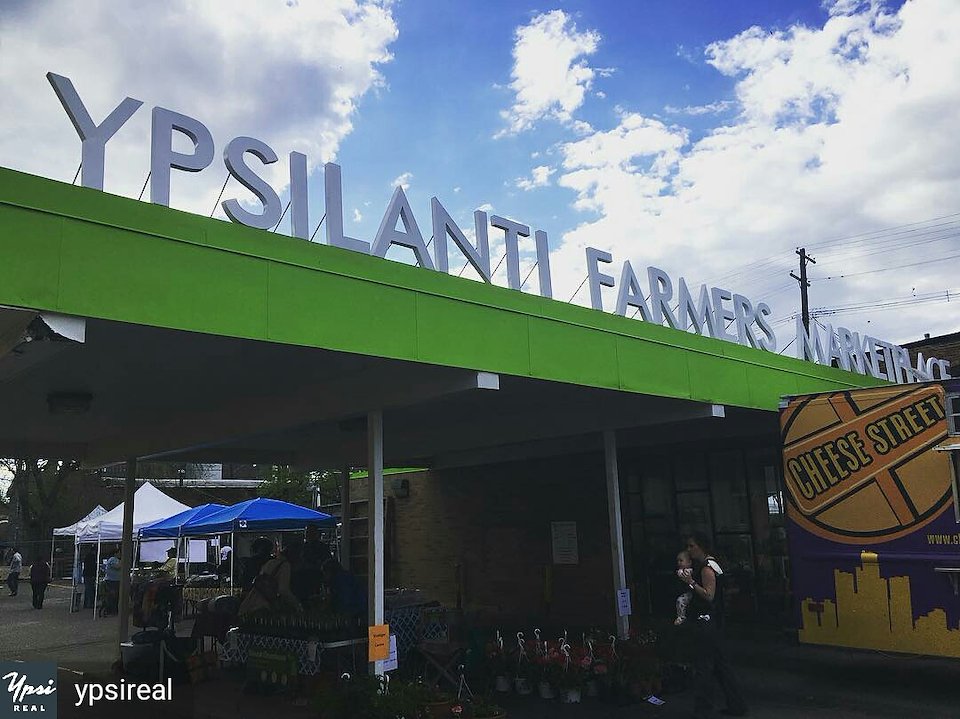 YPSILANTI FARMERS MARKETPLACE
CHEESE STREET
Ypsi
REAL
ypsireal